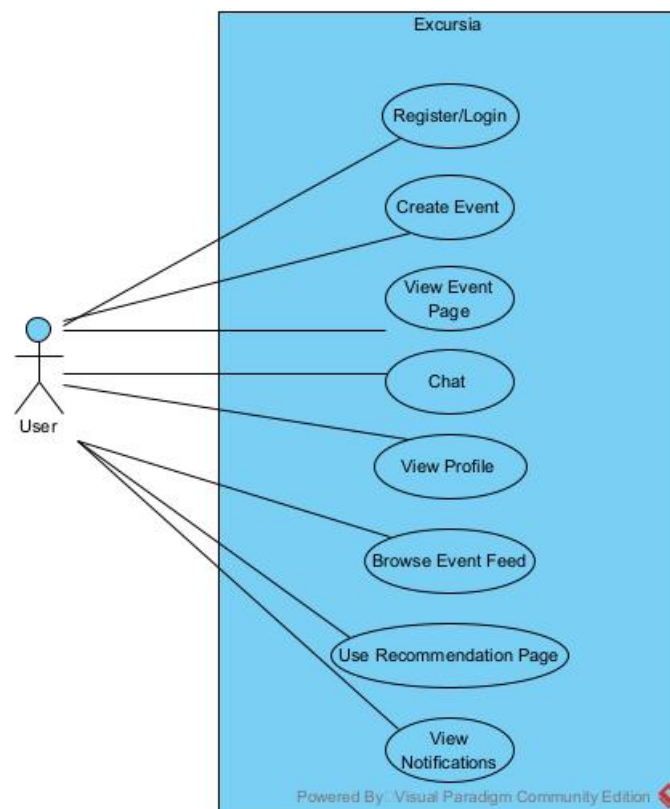 Excursia
Register/Login
Create Event
View Event
Page
Chat
View Profile
User
Browse Event Feed
Use Recommendation Page
View
Notifications
Powered By Visual Paradigm Community Edition